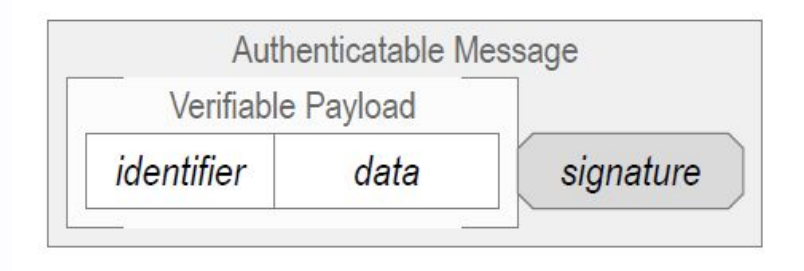 Authenticatable Message
Verifiable Payload
identifier data signature